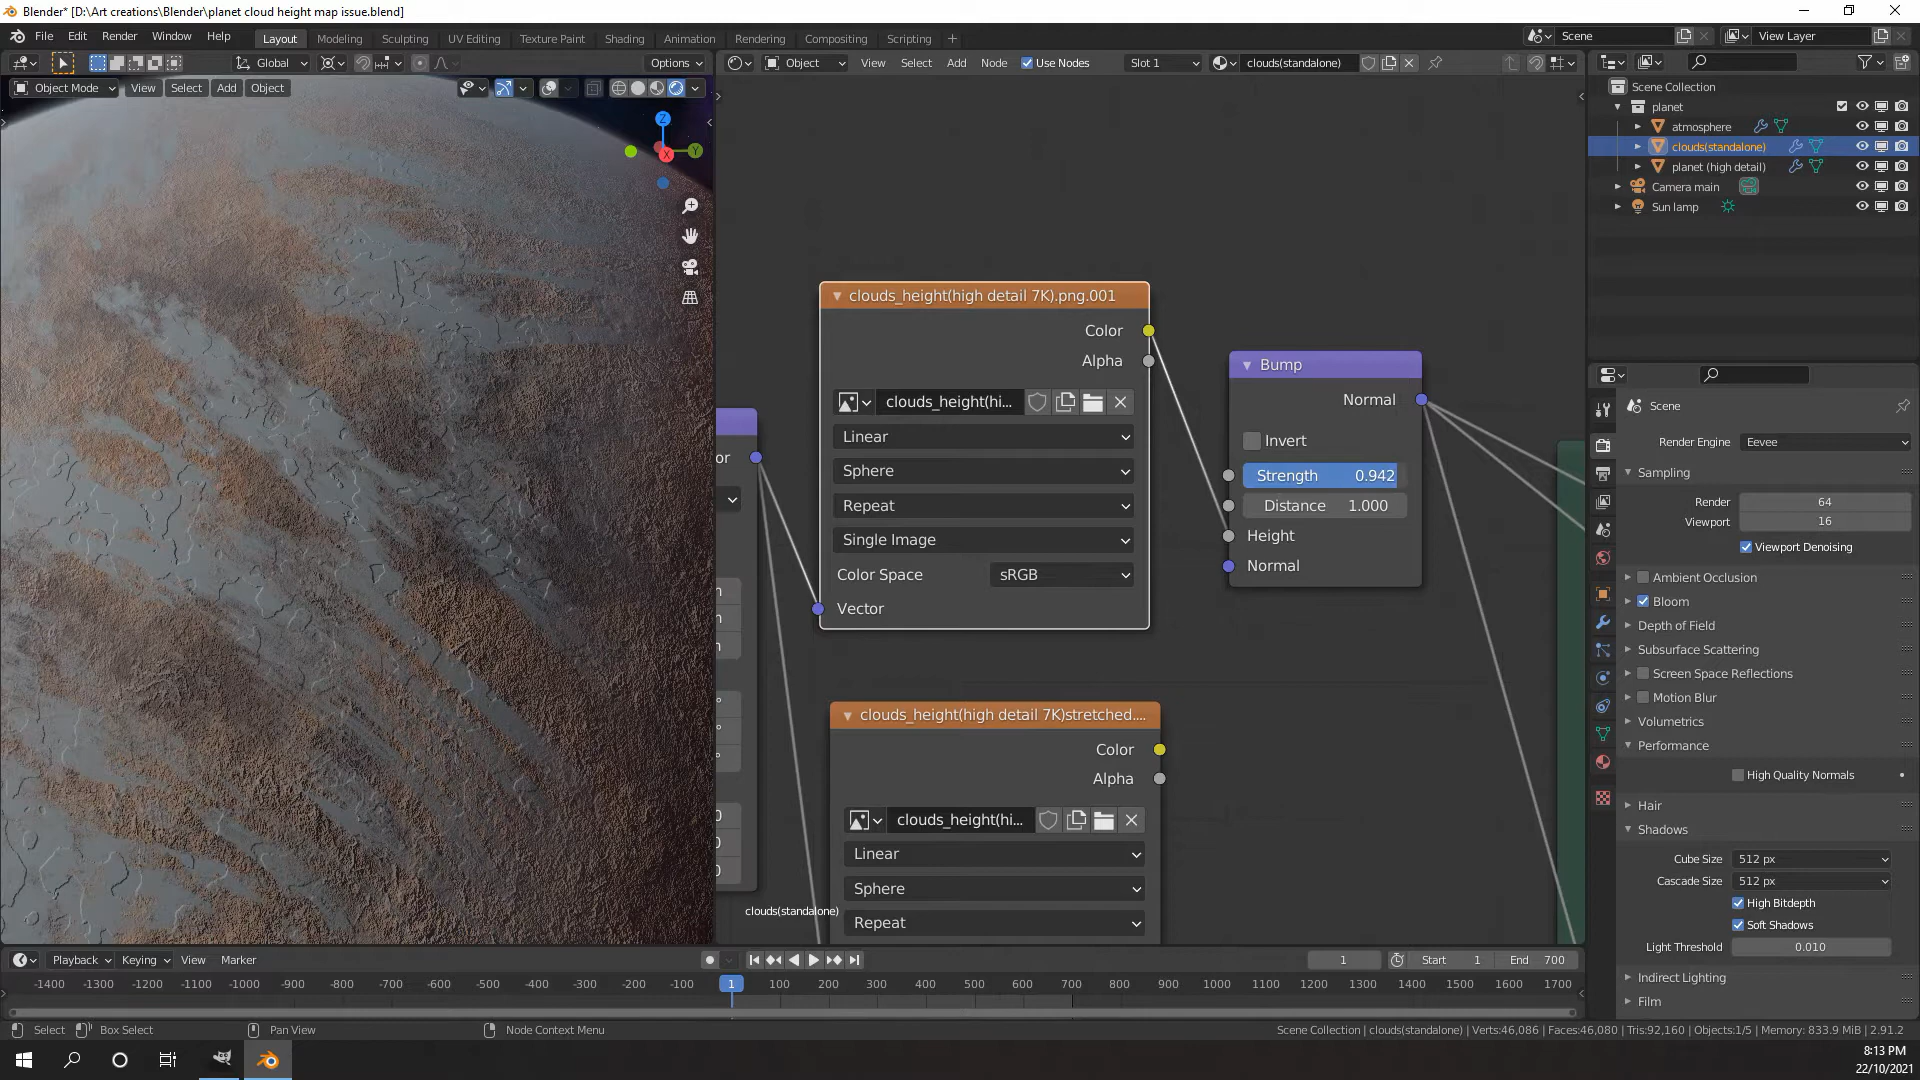 Blender* [D:\Art creations\Blender\planet cloud height map issue.blend]
File Edit Render Window Help Layout Modeling Sculpting UV Editing Texture Paint Shading Animation Rendering Compositing Scripting + Scene View Layer
Global Options Object View Select Add Node Use Nodes Slot 1 clouds(standalone)
Object Mode View Select Add Object
Z
Y
X
Scene Collection
planet
atmosphere
clouds(standalone)
planet (high detail)
Camera main
Sun lamp
clouds_height(high detail 7K).png.001
Color
Alpha
clouds_height(hi...
Linear
Sphere
Repeat
Single Image
Color Space sRGB
Vector
Bump
Normal
Invert
Strength 0.942
Distance 1.000
Height
Normal
or
clouds_height(high detail 7K)stretched....
Color
Alpha
clouds_height(hi...
Linear
Sphere
Repeat
clouds(standalone)
Scene
Render Engine Eevee
Sampling
Render 64
Viewport 16
Viewport Denoising
Ambient Occlusion
Bloom
Depth of Field
Subsurface Scattering
Screen Space Reflections
Motion Blur
Volumetrics
Performance
High Quality Normals
Hair
Shadows
Cube Size 512 px
Cascade Size 512 px
High Bitdepth
Soft Shadows
Light Threshold 0.010
Indirect Lighting
Film
Playback Keying View Marker 1 Start 1 End 700
-1400 -1300 -1200 -1100 -1000 -900 -800 -700 -600 -500 -400 -300 -200 -100 1 100 200 300 400 500 600 700 800 900 1000 1100 1200 1300 1400 1500 1600 1700
Select Box Select Pan View Node Context Menu Scene Collection | clouds(standalone) | Verts:46,086 | Faces:46,080 | Tris:92,160 | Objects:1/5 | Memory: 833.9 MiB | 2.91.2
8:13 PM
22/10/2021